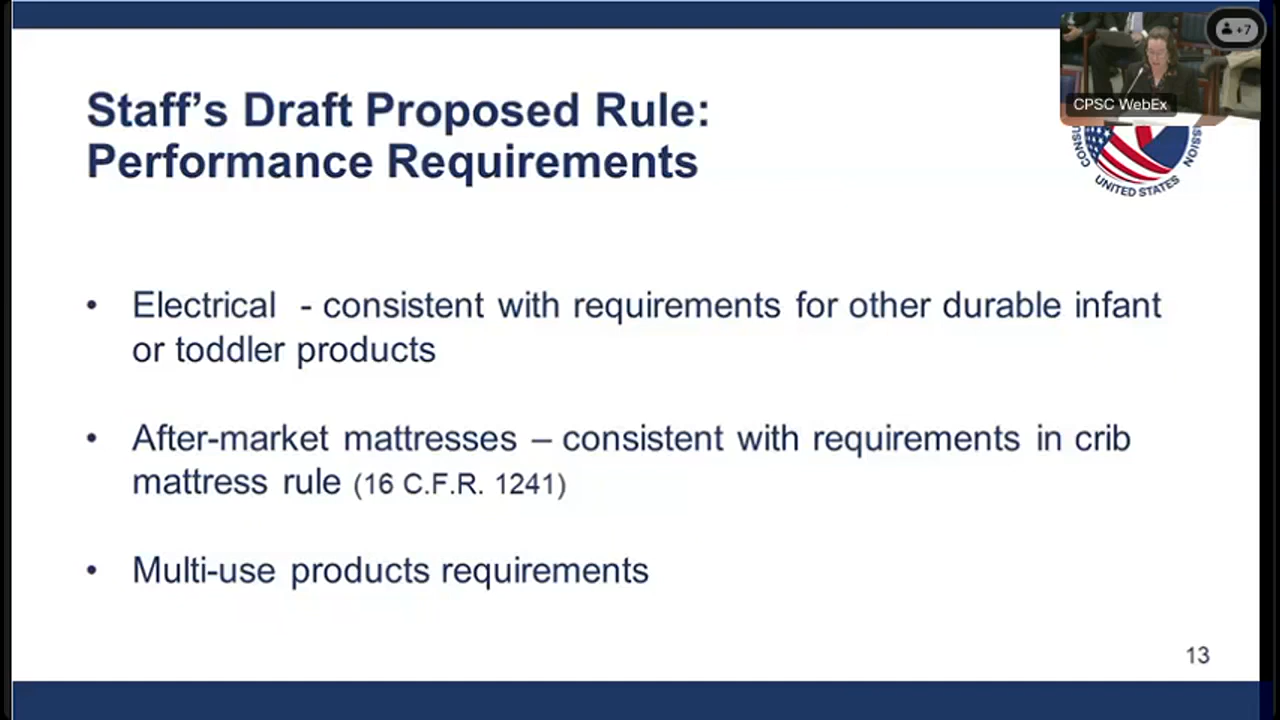 +7
CPSC WebEx
Staff's Draft Proposed Rule:
Performance Requirements
UNITED STATES
• Electrical - consistent with requirements for other durable infant
or toddler products
• After-market mattresses – consistent with requirements in crib
mattress rule (16 C.F.R. 1241)
• Multi-use products requirements
13